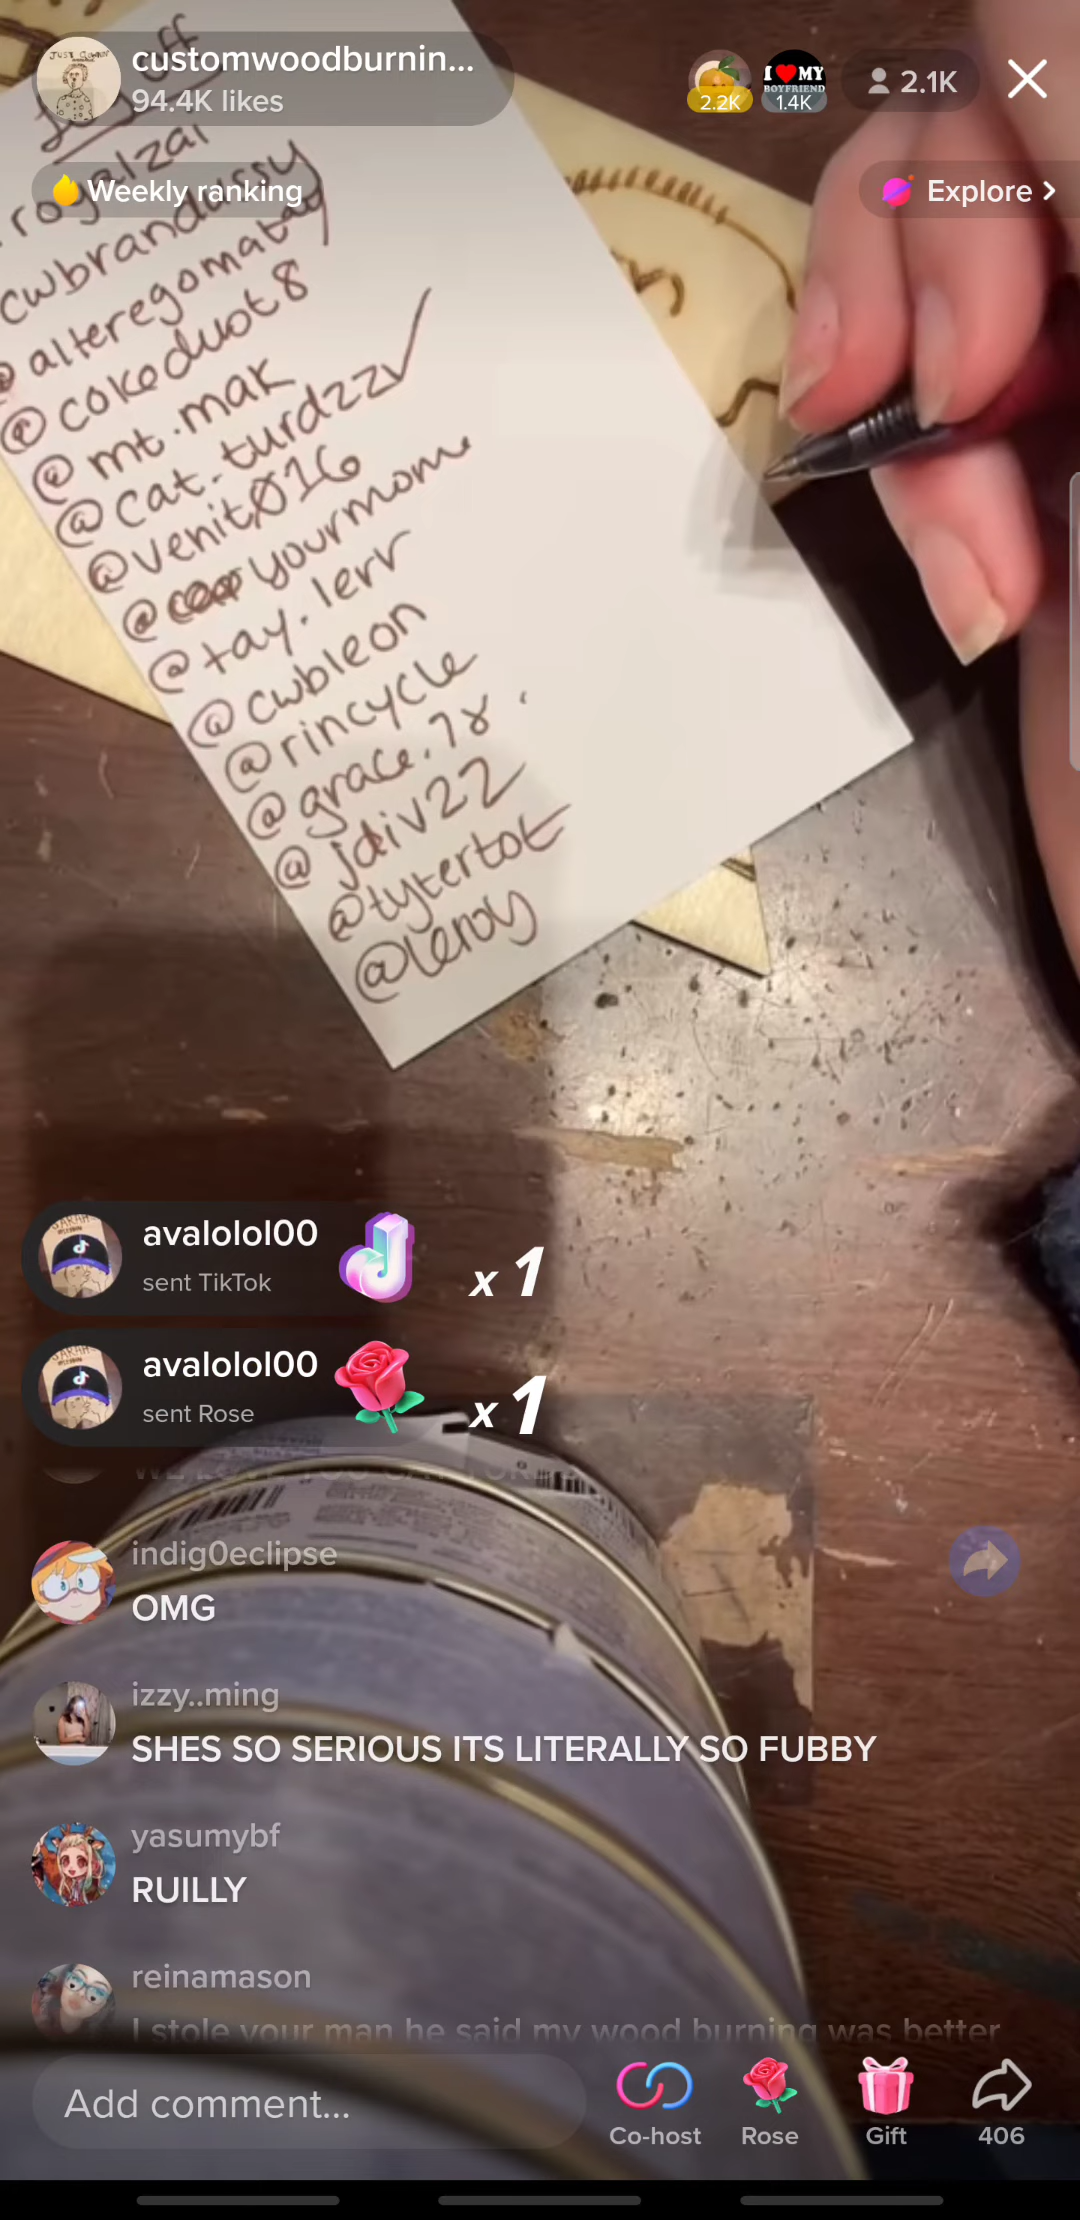 customwoodburnin...
94.4K likes
2.2K
I ❤ MY
BOYFRIEND
1.4K
2.1K
Weekly ranking
Explore >
cwbrandussy
@alteregomatag
@cokeduot8
@mt.mak
@cat.turdzz✓
@venit016
@yourmom
@tay.lerr
@cwbleon
@rincycle
@grace.78
@jdiv22
@tytertot
@leroy
avalolol00
sent TikTok
x 1
avalolol00
sent Rose
x 1
indig0eclipse
OMG
izzy..ming
SHES SO SERIOUS ITS LITERALLY SO FUBBY
yasumybf
RUILLY
reinamason
I stole your man he said my wood burning was better
Add comment...
Co-host
Rose
Gift
406